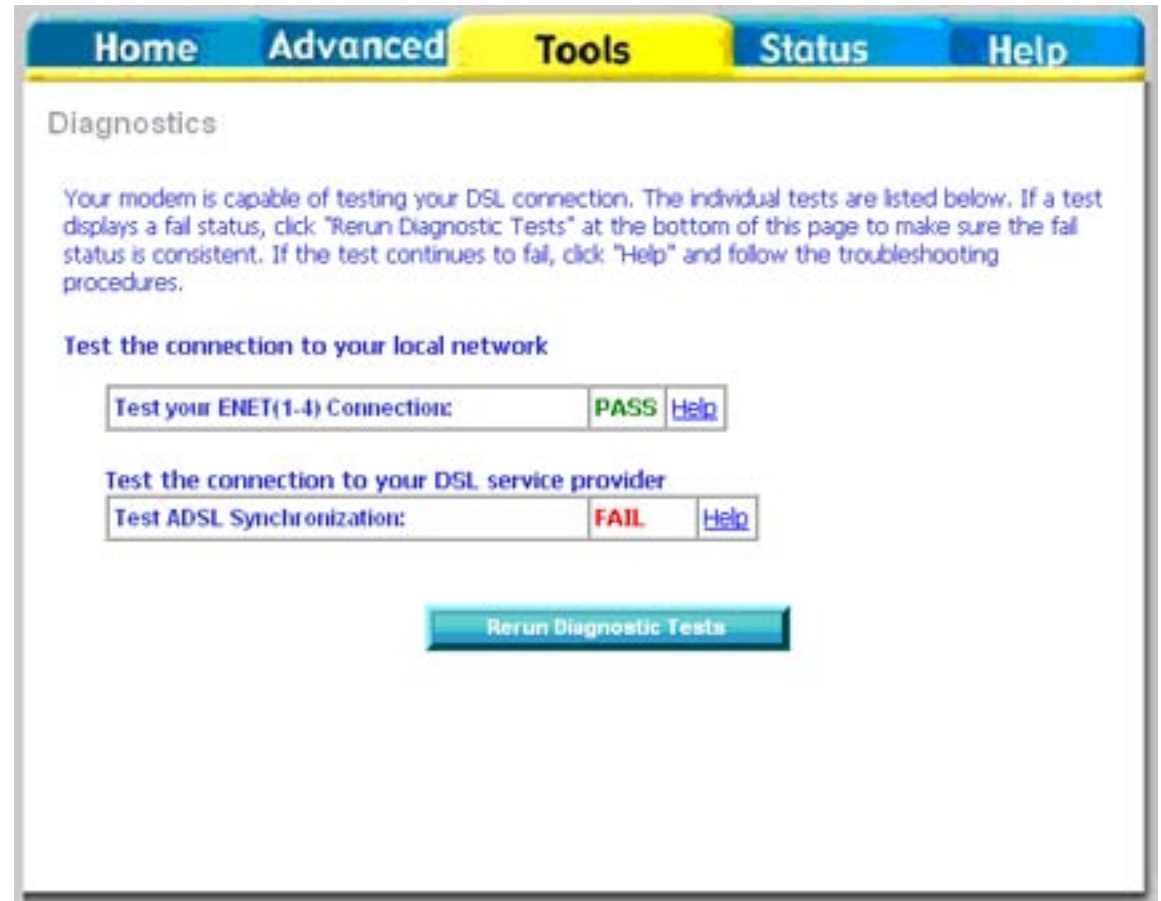 Home Advanced Tools Status Help
Diagnostics
Your modem is capable of testing your DSL connection. The individual tests are listed below. If a test
displays a fail status, click "Rerun Diagnostic Tests" at the bottom of this page to make sure the fail
status is consistent. If the test continues to fail, click "Help" and follow the troubleshooting
procedures.
Test the connection to your local network
Test your ENET(1-4) Connection: PASS Help
Test the connection to your DSL service provider
Test ADSL Synchronization: FAIL Help
Rerun Diagnostic Tests